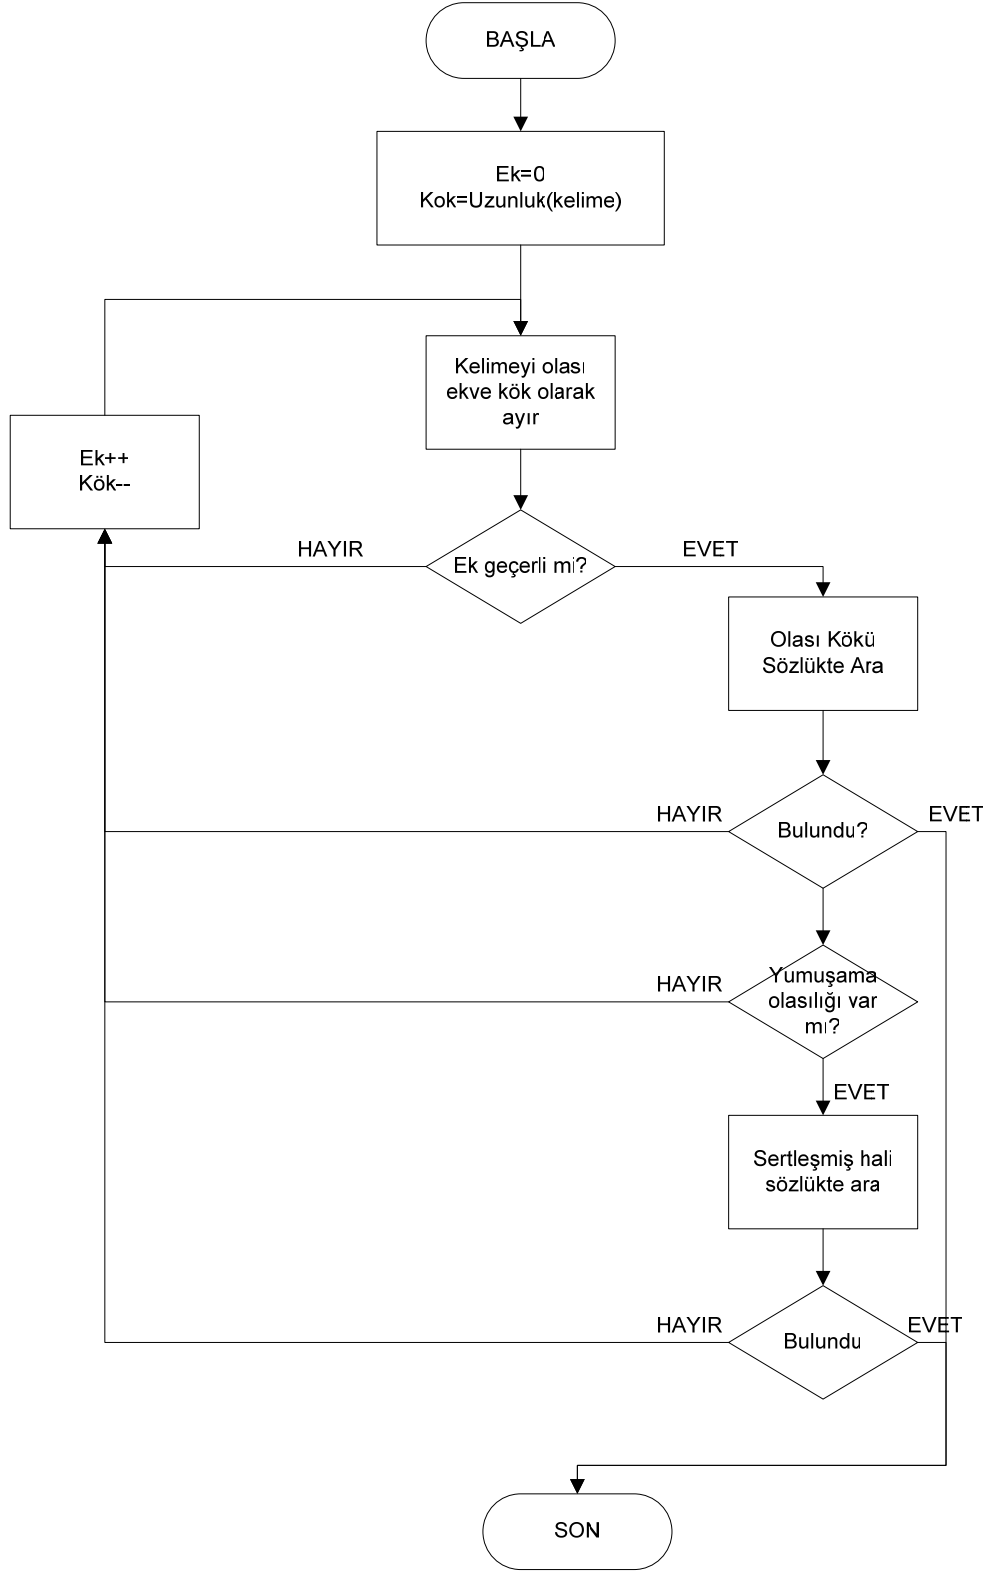 BAŞLA
Ek=0
Kok=Uzunluk(kelime)
Kelimeyi olası
ekve kök olarak
ayır
Ek++
Kök--
HAYIR
Ek geçerli mi?
EVET
Olası Kökü
Sözlükte Ara
HAYIR
Bulundu?
EVET
HAYIR
Yumuşama
olasılığı var
mı?
EVET
Sertleşmiş hali
sözlükte ara
HAYIR
Bulundu
EVET
SON